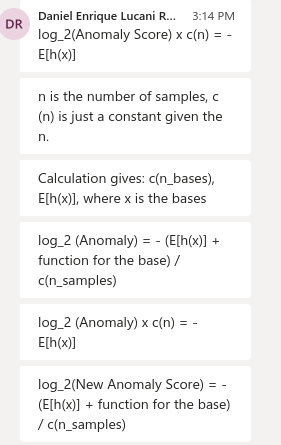 DR
Daniel Enrique Lucani R... 3:14 PM
log_2(Anomaly Score) x c(n) = -
E[h(x)]
n is the number of samples, c
(n) is just a constant given the
n.
Calculation gives: c(n_bases),
E[h(x)], where x is the bases
log_2 (Anomaly) = - (E[h(x)] +
function for the base) /
c(n_samples)
log_2 (Anomaly) x c(n) = -
E[h(x)]
log_2(New Anomaly Score) = -
(E[h(x)] + function for the base)
/ c(n_samples)